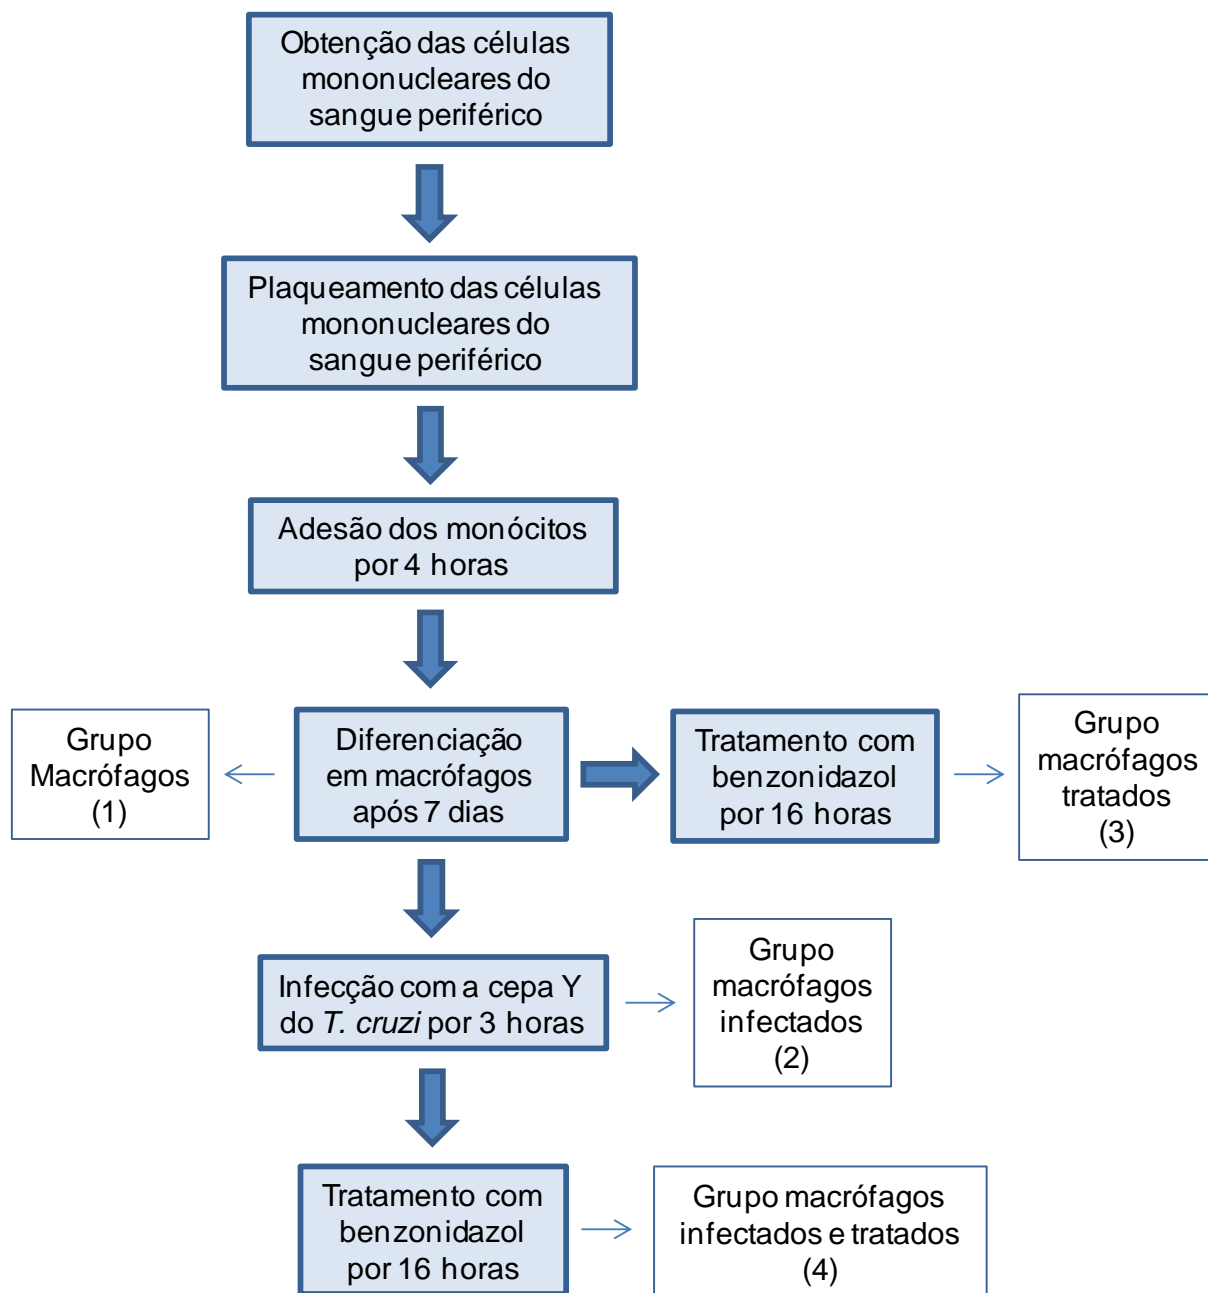 Obtenção das células
mononucleares do
sangue periférico
Plaqueamento das células
mononucleares do
sangue periférico
Adesão dos monócitos
por 4 horas
Grupo
Macrófagos
(1)
Diferenciação
em macrófagos
após 7 dias
Tratamento com
benzonidazol
por 16 horas
Grupo
macrófagos
tratados
(3)
Infecção com a cepa Y
do T. cruzi por 3 horas
Grupo
macrófagos
infectados
(2)
Tratamento com
benzonidazol
por 16 horas
Grupo macrófagos
infectados e tratados
(4)